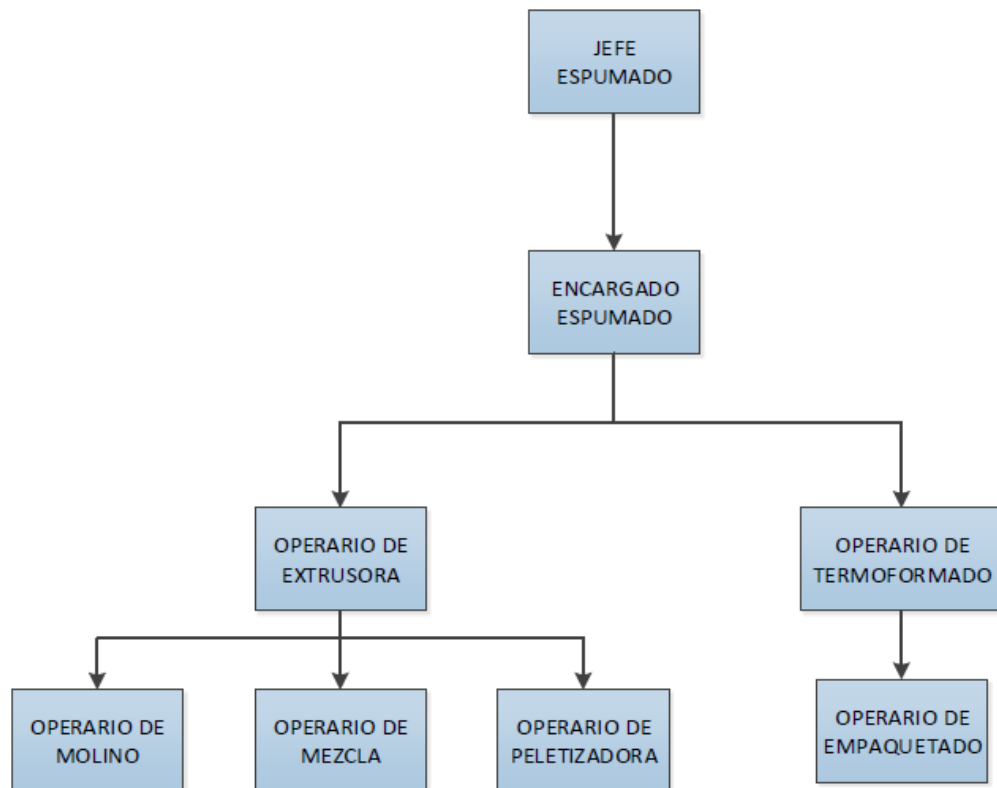 JEFE
ESPUMADO
ENCARGADO
ESPUMADO
OPERARIO DE
EXTRUSORA
OPERARIO DE
TERMOFORMADO
OPERARIO DE
MOLINO
OPERARIO DE
MEZCLA
OPERARIO DE
PELETIZADORA
OPERARIO DE
EMPAQUETADO